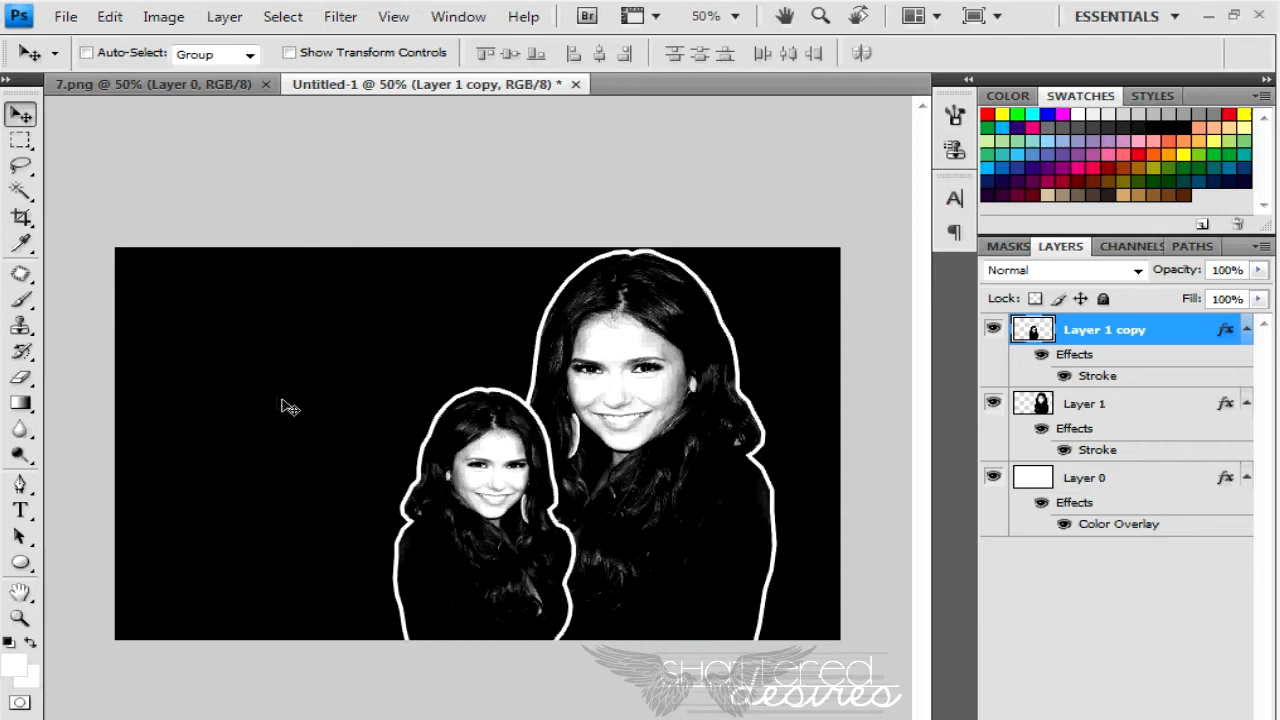 Ps File Edit Image Layer Select Filter View Window Help Br 50% ESSENTIALS
Auto-Select: Group Show Transform Controls
7.png @ 50% (Layer 0, RGB/8) Untitled-1 @ 50% (Layer 1 copy, RGB/8) *
COLOR SWATCHES STYLES
MASKS LAYERS CHANNELS PATHS
Normal Opacity: 100%
Lock: Fill: 100%
Layer 1 copy fx
Effects
Stroke
Layer 1 fx
Effects
Stroke
Layer 0 fx
Effects
Color Overlay
shattered
desires